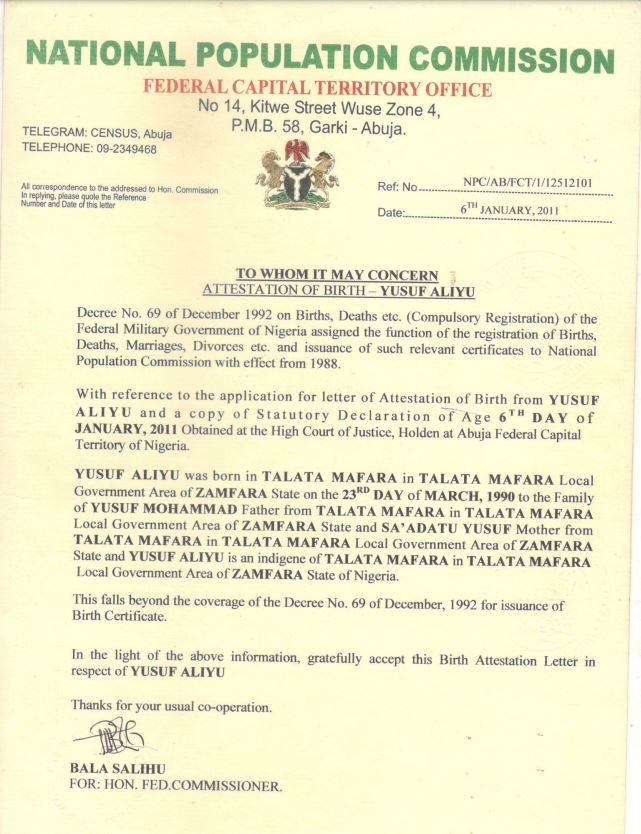 NATIONAL POPULATION COMMISSION
FEDERAL CAPITAL TERRITORY OFFICE
No 14, Kitwe Street Wuse Zone 4,
P.M.B. 58, Garki - Abuja.
TELEGRAM: CENSUS, Abuja
TELEPHONE: 09-2349468
All correspondence to the addressed to Hon. Commission
In replying, please quote the Reference
Number and Date of this letter
Ref: No NPC/AB/FCT/1/12512101
Date: 6TH JANUARY, 2011
TO WHOM IT MAY CONCERN
ATTESTATION OF BIRTH – YUSUF ALIYU
Decree No. 69 of December 1992 on Births, Deaths etc. (Compulsory Registration) of the
Federal Military Government of Nigeria assigned the function of the registration of Births,
Deaths, Marriages, Divorces etc. and issuance of such relevant certificates to National
Population Commission with effect from 1988.
With reference to the application for letter of Attestation of Birth from YUSUF
ALIYU and a copy of Statutory Declaration of Age 6TH DAY of
JANUARY, 2011 Obtained at the High Court of Justice, Holden at Abuja Federal Capital
Territory of Nigeria.
YUSUF ALIYU was born in TALATA MAFARA in TALATA MAFARA Local
Government Area of ZAMFARA State on the 23RD DAY of MARCH, 1990 to the Family
of YUSUF MOHAMMAD Father from TALATA MAFARA in TALATA MAFARA
Local Government Area of ZAMFARA State and SA'ADATU YUSUF Mother from
TALATA MAFARA in TALATA MAFARA Local Government Area of ZAMFARA
State and YUSUF ALIYU is an indigene of TALATA MAFARA in TALATA MAFARA
Local Government Area of ZAMFARA State of Nigeria.
This falls beyond the coverage of the Decree No. 69 of December, 1992 for issuance of
Birth Certificate.
In the light of the above information, gratefully accept this Birth Attestation Letter in
respect of YUSUF ALIYU
Thanks for your usual co-operation.
BALA SALIHU
FOR: HON. FED.COMMISSIONER.